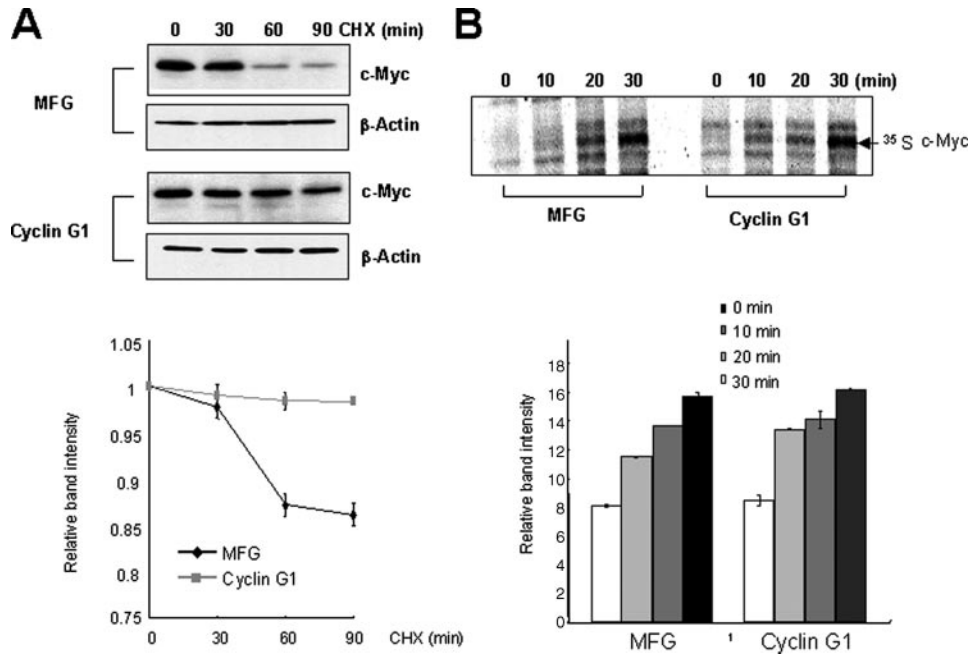 A
0 30 60 90 CHX (min)
c-Myc
MFG
β-Actin
c-Myc
Cyclin G1
β-Actin
B
0 10 20 30 0 10 20 30 (min)
35 S c-Myc
MFG Cyclin G1
1.05
1
0.95
0.9
0.85
0.8
0.75
Relative band intensity
MFG
Cyclin G1
0 30 60 90 CHX (min)
0 min
10 min
20 min
30 min
18
16
14
12
10
8
6
4
2
0
Relative band intensity
MFG 1 Cyclin G1